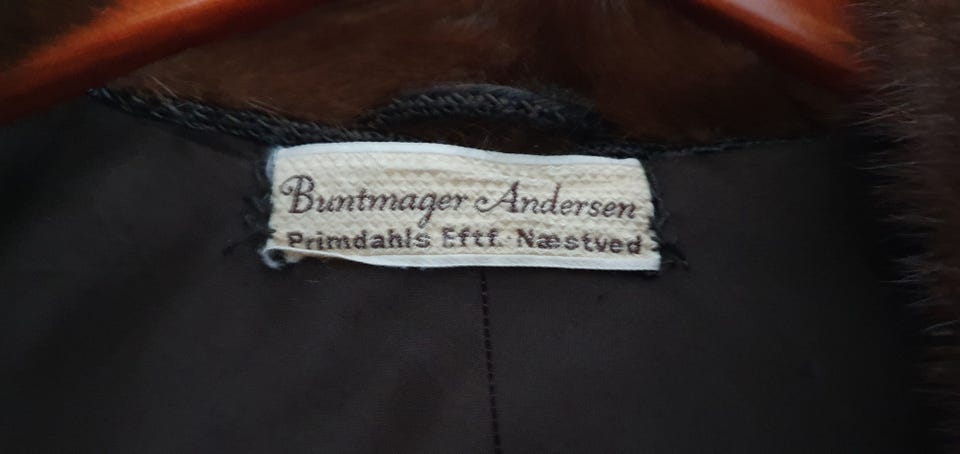 Buntmager Andersen
Primdahls Eftf. Næstved